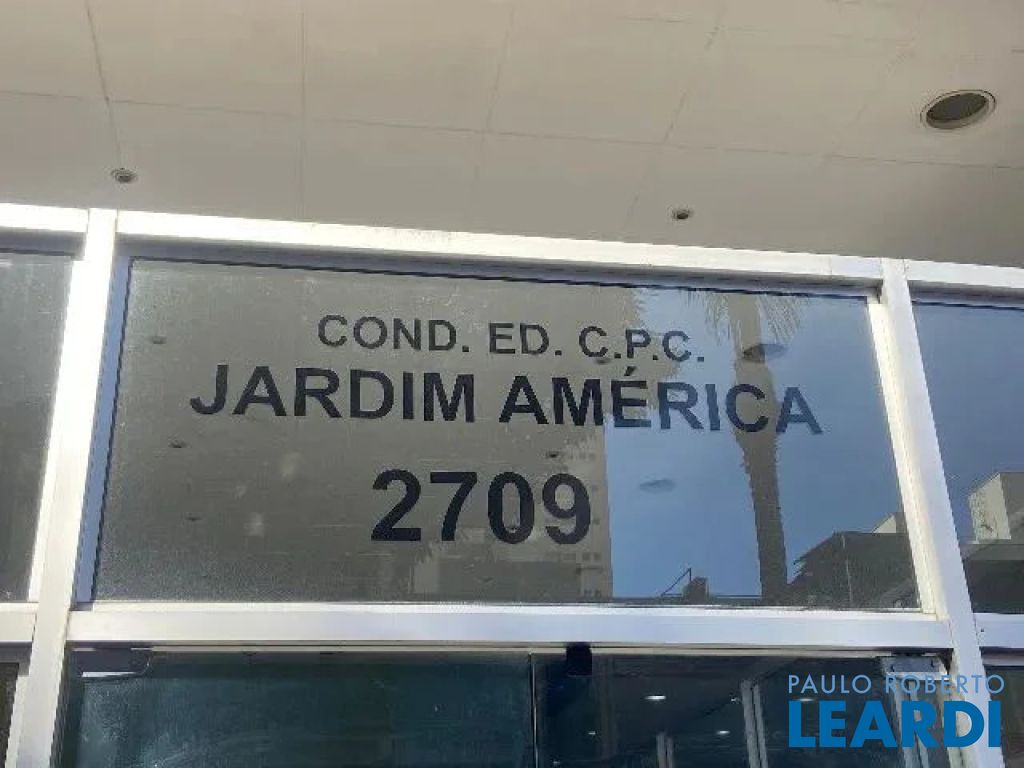 COND. ED. C.P.C.
JARDIM AMÉRICA
2709
PAULO ROBERTO
LEARDI